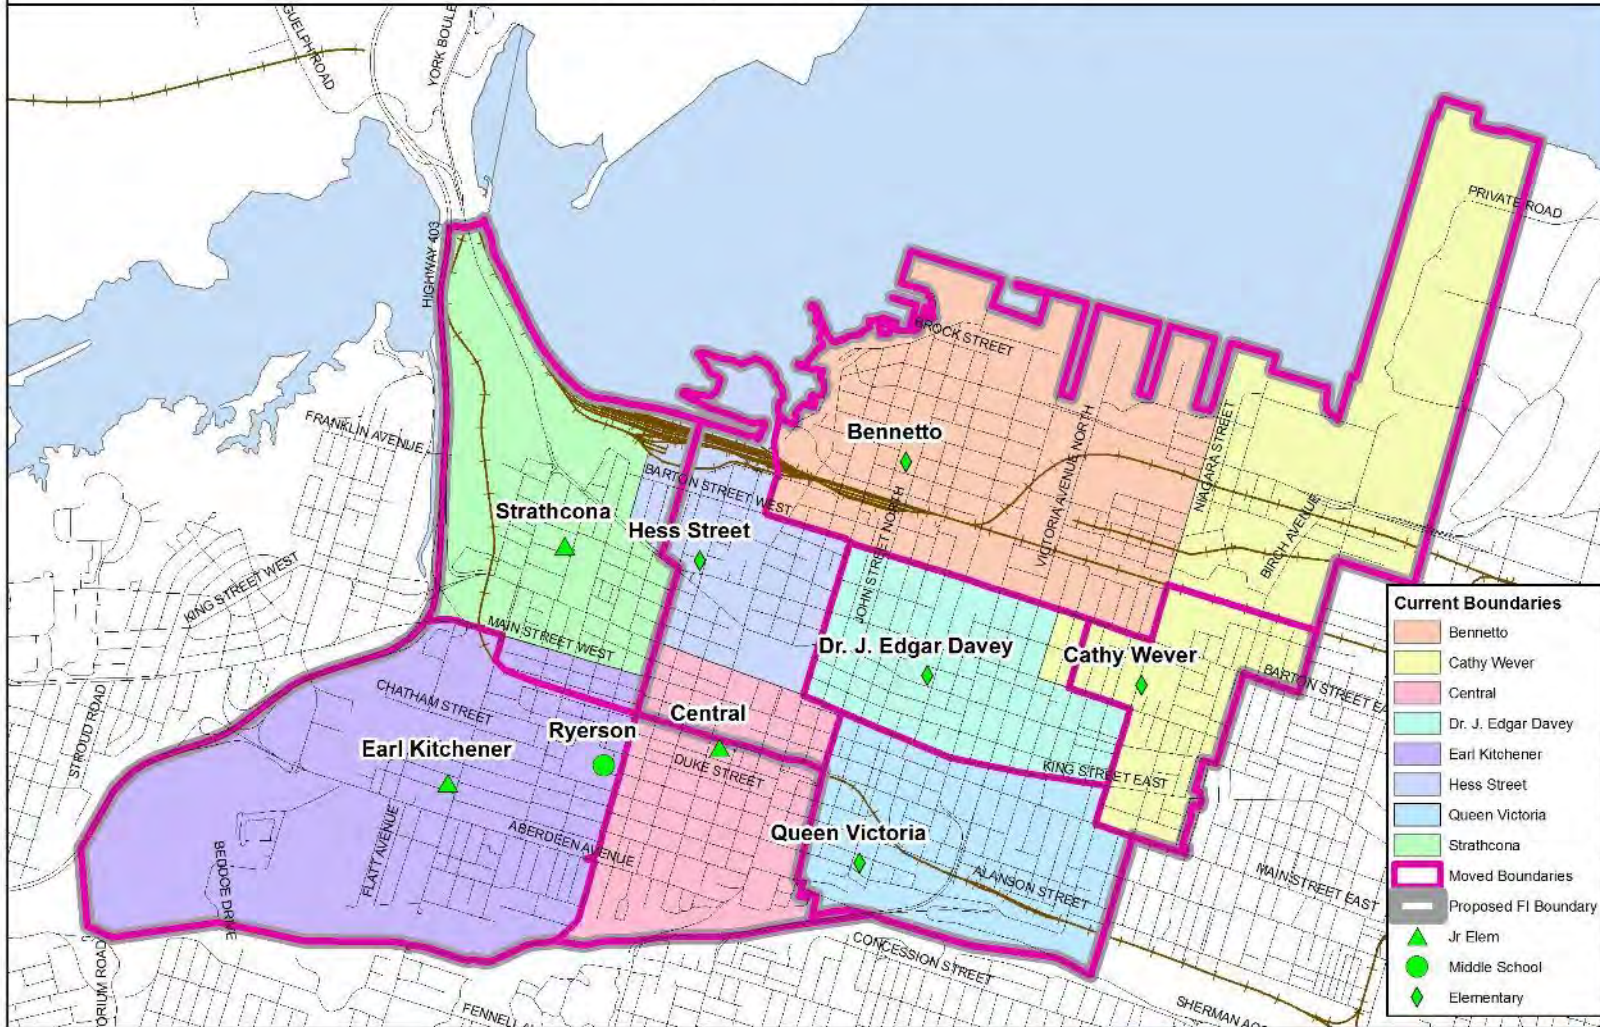 GUELPH ROAD
YORK BOULE
PRIVATE ROAD
HIGHWAY 403
BROCK STREET
FRANKLIN AVENUE
Bennetto
NAGARA STREET
VICTORIA AVENUE NORTH
BARTON STREET WEST
Strathcona
Hess Street
JOHN STREET NORTH
BIRCH AVENUE
KING STREET WEST
MAIN STREET WEST
Dr. J. Edgar Davey
Cathy Wever
BARTON STREET EA
STROUD ROAD
CHATHAM STREET
Central
Ryerson
Earl Kitchener
DUKE STREET
KING STREET EAST
Queen Victoria
ABERDEEN AVENUE
FLATT AVENUE
BEDDOE DRIVE
ALANSON STREET
MAIN STREET EAST
CONCESSION STREET
ORIUM ROAD
FENNELL A
SHERMAN ACC
Current Boundaries
Bennetto
Cathy Wever
Central
Dr. J. Edgar Davey
Earl Kitchener
Hess Street
Queen Victoria
Strathcona
Moved Boundaries
Proposed FI Boundary
Jr Elem
Middle School
Elementary